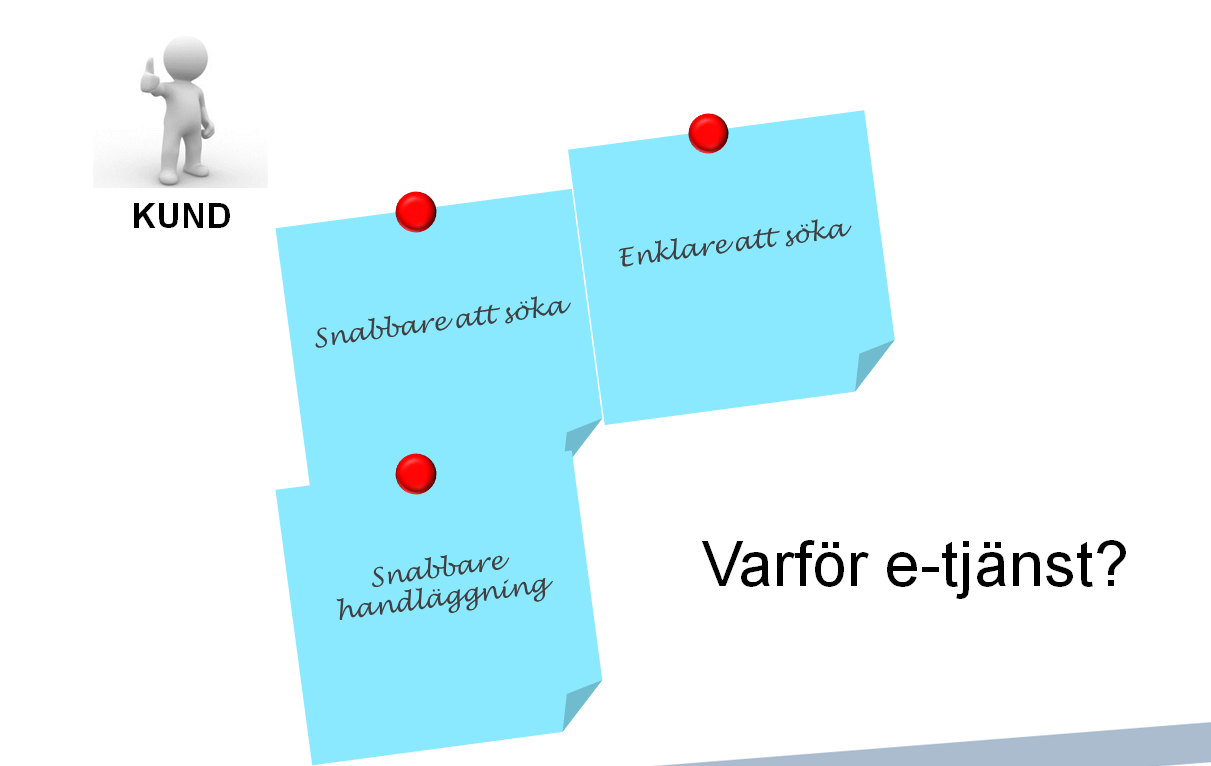 KUND
Enklare att söka
Snabbare att söka
Snabbare
handläggning
Varför e-tjänst?